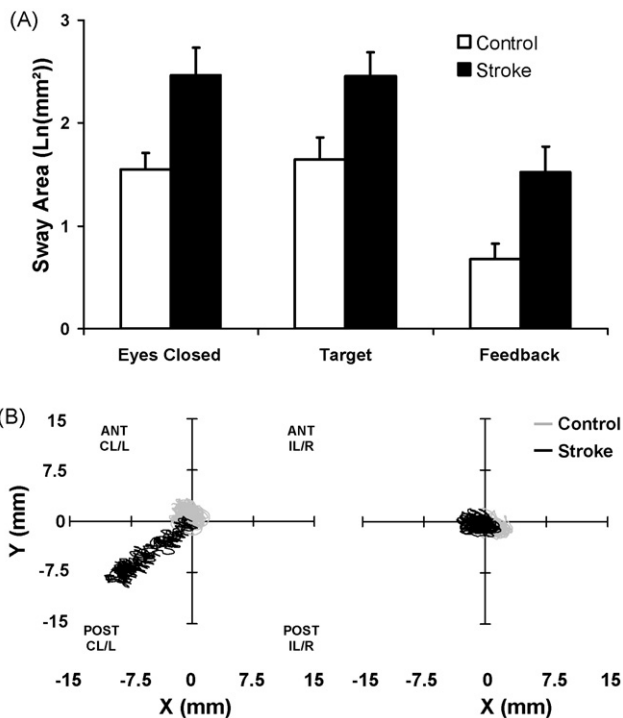 (A)
Sway Area (Ln(mm²))
3
2
1
0
Control
Stroke
Eyes Closed Target Feedback
(B)
Y (mm)
15
7.5
0
-7.5
-15
ANT
CL/L
ANT
IL/R
POST
CL/L
POST
IL/R
Control
Stroke
-15 -7.5 0 7.5 15 -7.5 0 7.5 15
X (mm) X (mm)